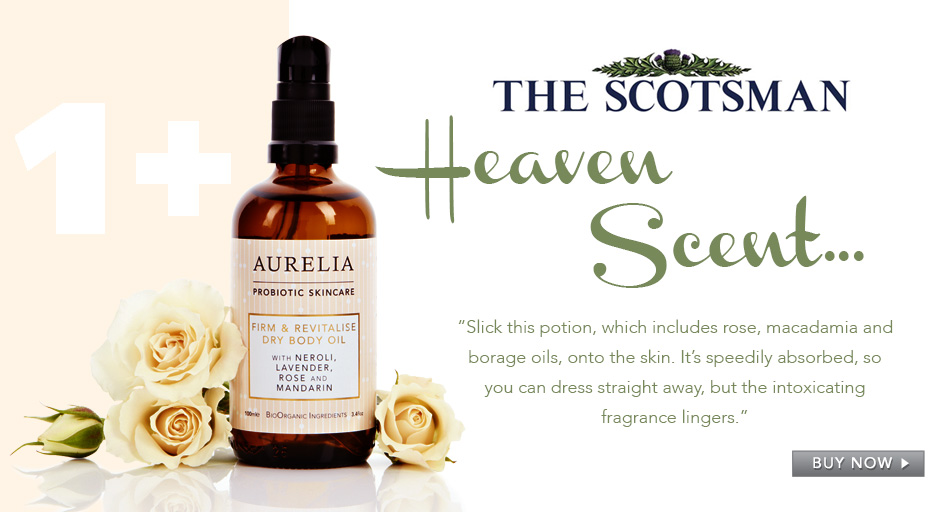 1+
AURELIA
PROBIOTIC SKINCARE
FIRM & REVITALISE
DRY BODY OIL
WITH NEROLI,
LAVENDER,
ROSE AND
MANDARIN
100ml℮ BIOORGANIC INGREDIENTS 3.4fl oz
THE SCOTSMAN
Heaven
Scent...
“Slick this potion, which includes rose, macadamia and
borage oils, onto the skin. It’s speedily absorbed, so
you can dress straight away, but the intoxicating
fragrance lingers.”
BUY NOW